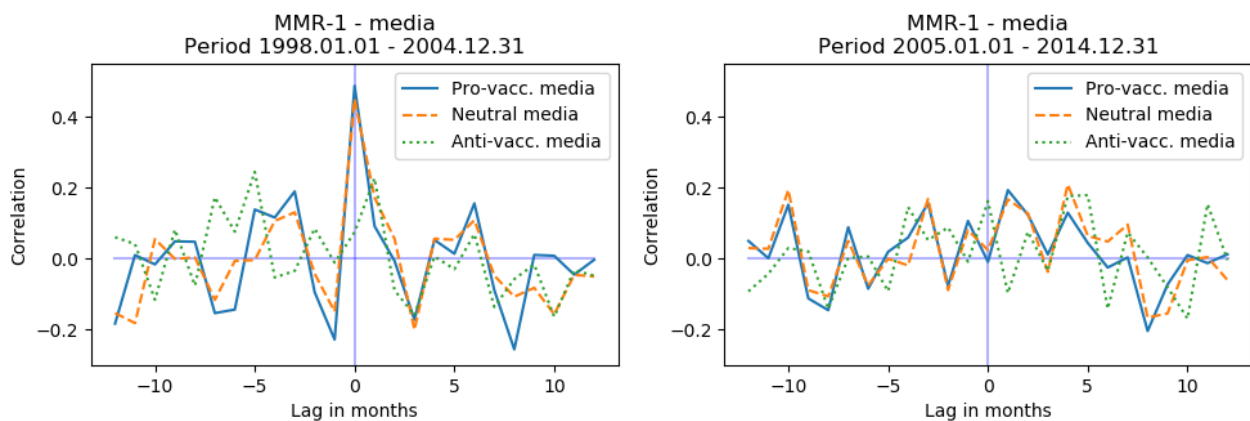 MMR-1 - media
Period 1998.01.01 - 2004.12.31
Pro-vacc. media
Neutral media
Anti-vacc. media
Correlation
0.4
0.2
0.0
−0.2
−10
−5
0
5
10
Lag in months
MMR-1 - media
Period 2005.01.01 - 2014.12.31
Pro-vacc. media
Neutral media
Anti-vacc. media
Correlation
0.4
0.2
0.0
−0.2
−10
−5
0
5
10
Lag in months